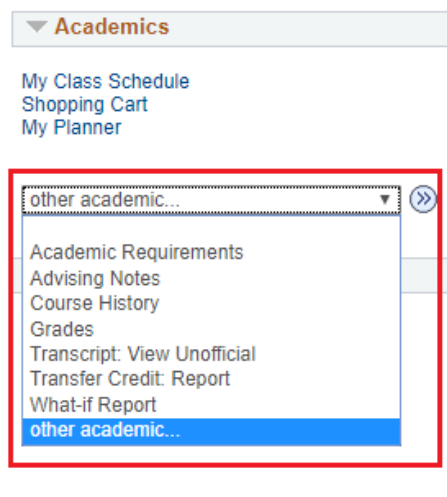 Academics
My Class Schedule
Shopping Cart
My Planner
other academic...
Academic Requirements
Advising Notes
Course History
Grades
Transcript: View Unofficial
Transfer Credit: Report
What-if Report
other academic...